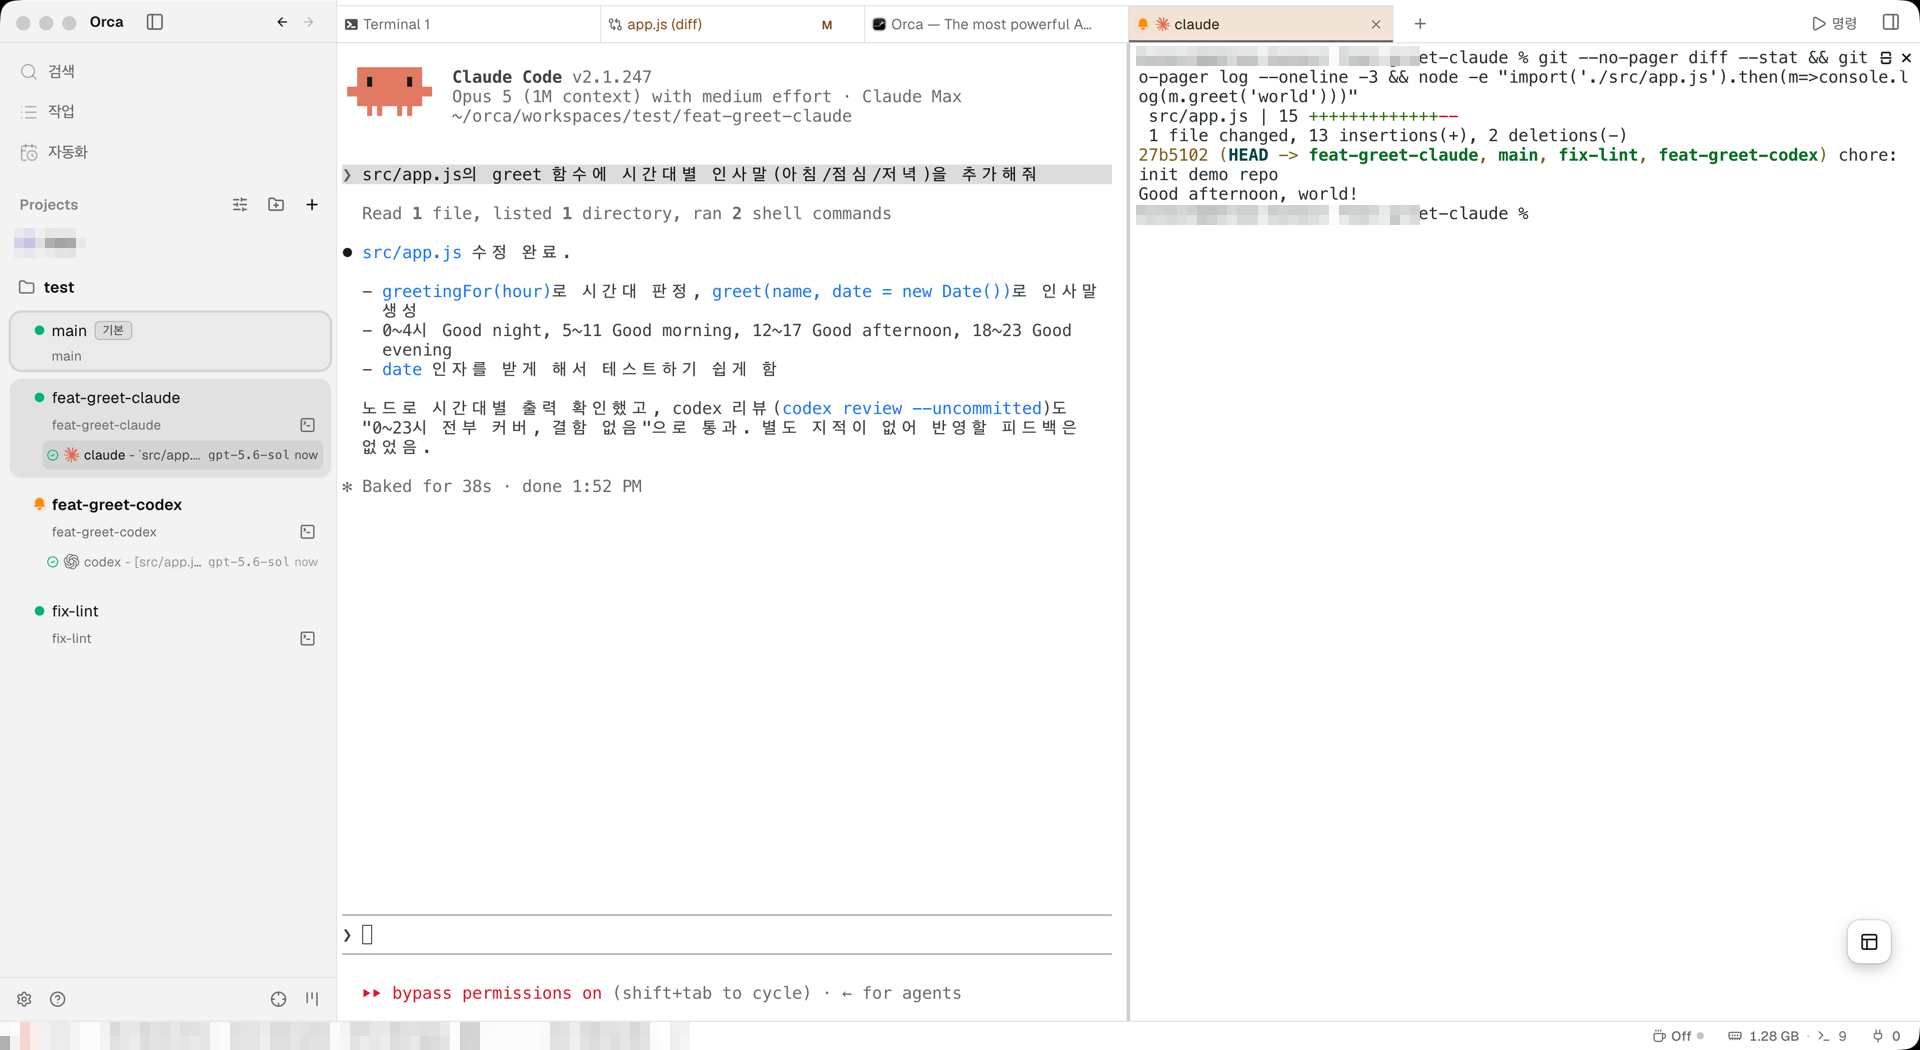 Orca
검색
작업
자동화
Projects
test
main 기본
main
feat-greet-claude
feat-greet-claude
claude - `src/app.... gpt-5.6-sol now
feat-greet-codex
feat-greet-codex
codex - [src/app.j... gpt-5.6-sol now
fix-lint
fix-lint
Terminal 1
app.js (diff) M
Orca — The most powerful A...
claude
명령
Claude Code v2.1.247
Opus 5 (1M context) with medium effort · Claude Max
~/orca/workspaces/test/feat-greet-claude
❯ src/app.js의 greet 함수에 시간대별 인사말(아침/점심/저녁)을 추가해줘
Read 1 file, listed 1 directory, ran 2 shell commands
● src/app.js 수정 완료.
- greetingFor(hour)로 시간대 판정, greet(name, date = new Date())로 인사말
생성
- 0~4시 Good night, 5~11 Good morning, 12~17 Good afternoon, 18~23 Good
evening
- date 인자를 받게 해서 테스트하기 쉽게 함
노드로 시간대별 출력 확인했고, codex 리뷰(codex review --uncommitted)도
"0~23시 전부 커버, 결함 없음"으로 통과. 별도 지적이 없어 반영할 피드백은
없었음.
✻ Baked for 38s · done 1:52 PM
❯
⏵⏵ bypass permissions on (shift+tab to cycle) · ← for agents
et-claude % git --no-pager diff --stat && git
o-pager log --oneline -3 && node -e "import('./src/app.js').then(m=>console.l
og(m.greet('world')))"
src/app.js | 15 +++++++++++++--
1 file changed, 13 insertions(+), 2 deletions(-)
27b5102 (HEAD -> feat-greet-claude, main, fix-lint, feat-greet-codex) chore:
init demo repo
Good afternoon, world!
et-claude %
Off
1.28 GB · 9
0